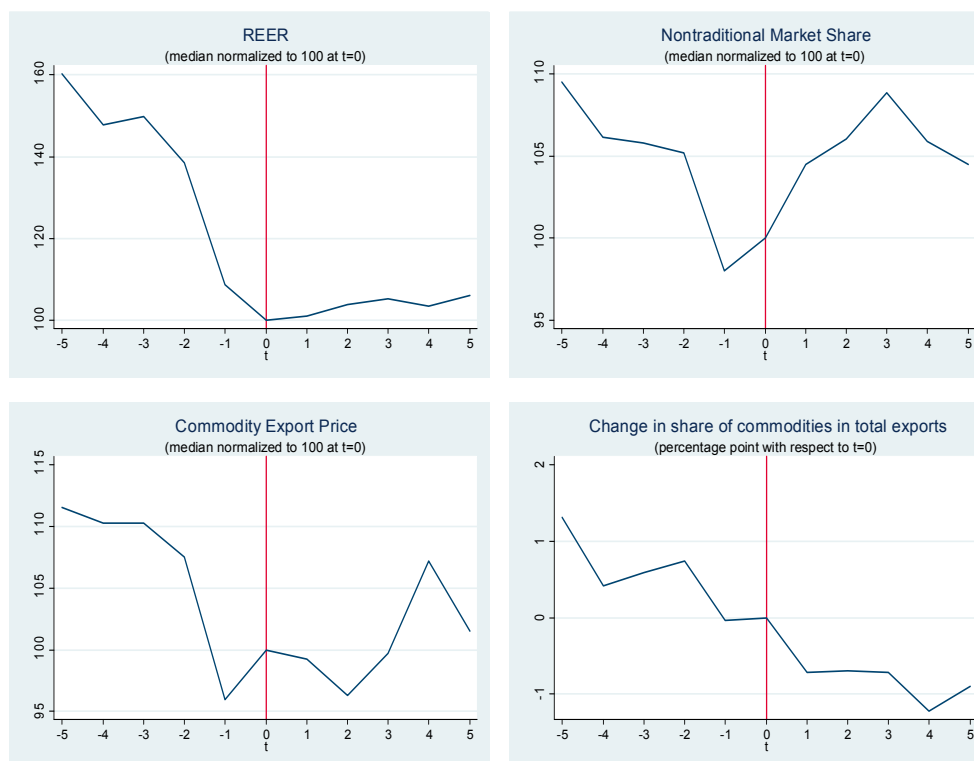 REER
(median normalized to 100 at t=0)
160
140
120
100
-5 -4 -3 -2 -1 0 1 2 3 4 5
t
Nontraditional Market Share
(median normalized to 100 at t=0)
110
105
100
95
-5 -4 -3 -2 -1 0 1 2 3 4 5
t
Commodity Export Price
(median normalized to 100 at t=0)
115
110
105
100
95
-5 -4 -3 -2 -1 0 1 2 3 4 5
t
Change in share of commodities in total exports
(percentage point with respect to t=0)
2
1
0
-1
-5 -4 -3 -2 -1 0 1 2 3 4 5
t